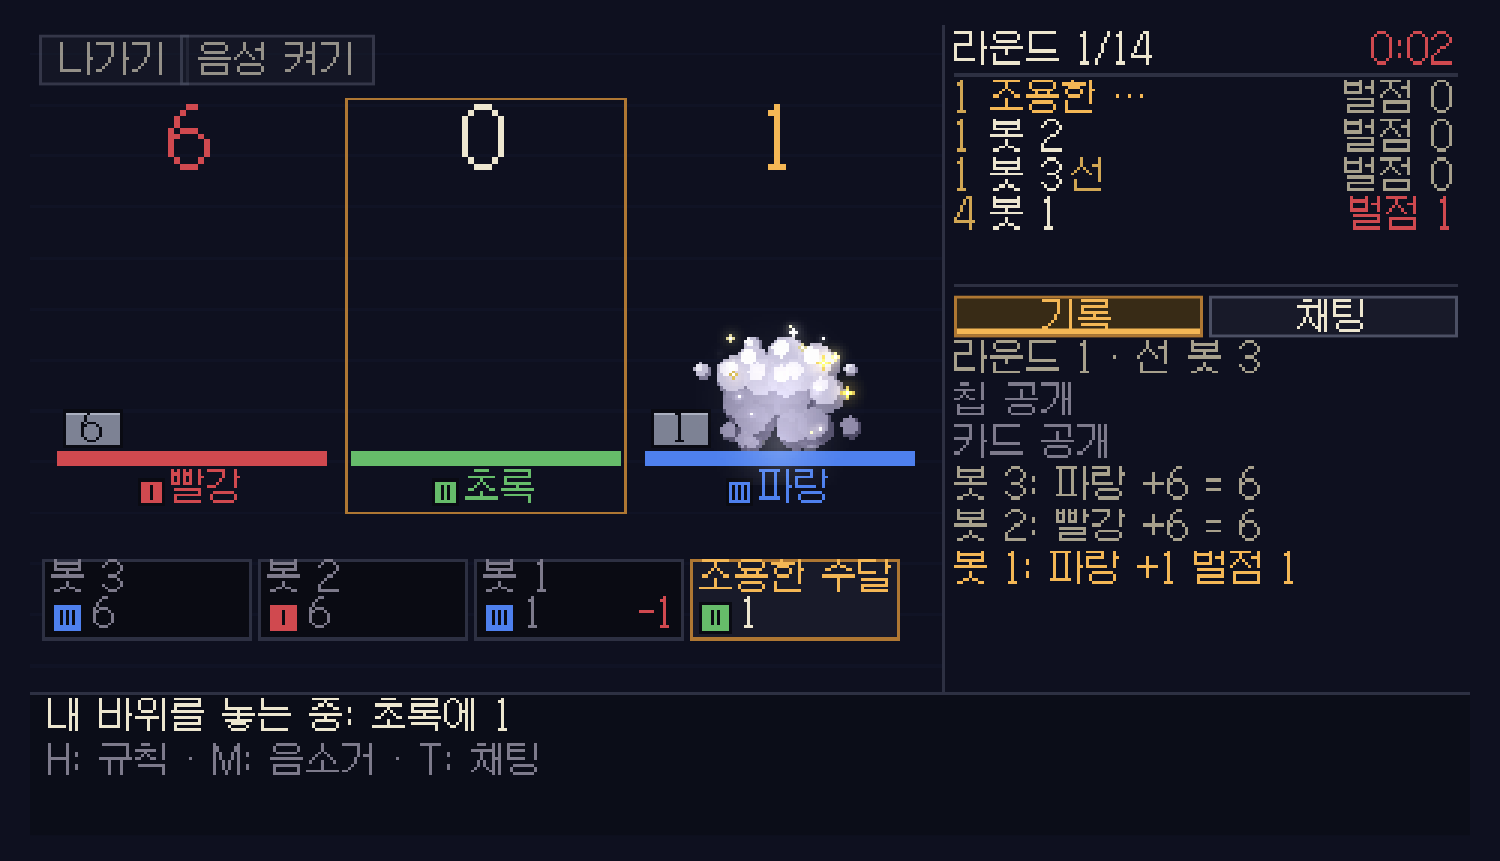 나가기 음성 켜기
6 0 1
6 1
I 빨강 II 초록 III 파랑
봇 3 봇 2 봇 1 조용한 수달
III 6 I 6 III 1 -1 II 1
내 바위를 놓는 중: 초록에 1
H: 규칙 · M: 음소거 · T: 채팅
라운드 1/14 0:02
1 조용한 ··· 벌점 0
1 봇 2 벌점 0
1 봇 3 선 벌점 0
4 봇 1 벌점 1
기록 채팅
라운드 1 · 선 봇 3
칩 공개
카드 공개
봇 3: 파랑 +6 = 6
봇 2: 빨강 +6 = 6
봇 1: 파랑 +1 벌점 1